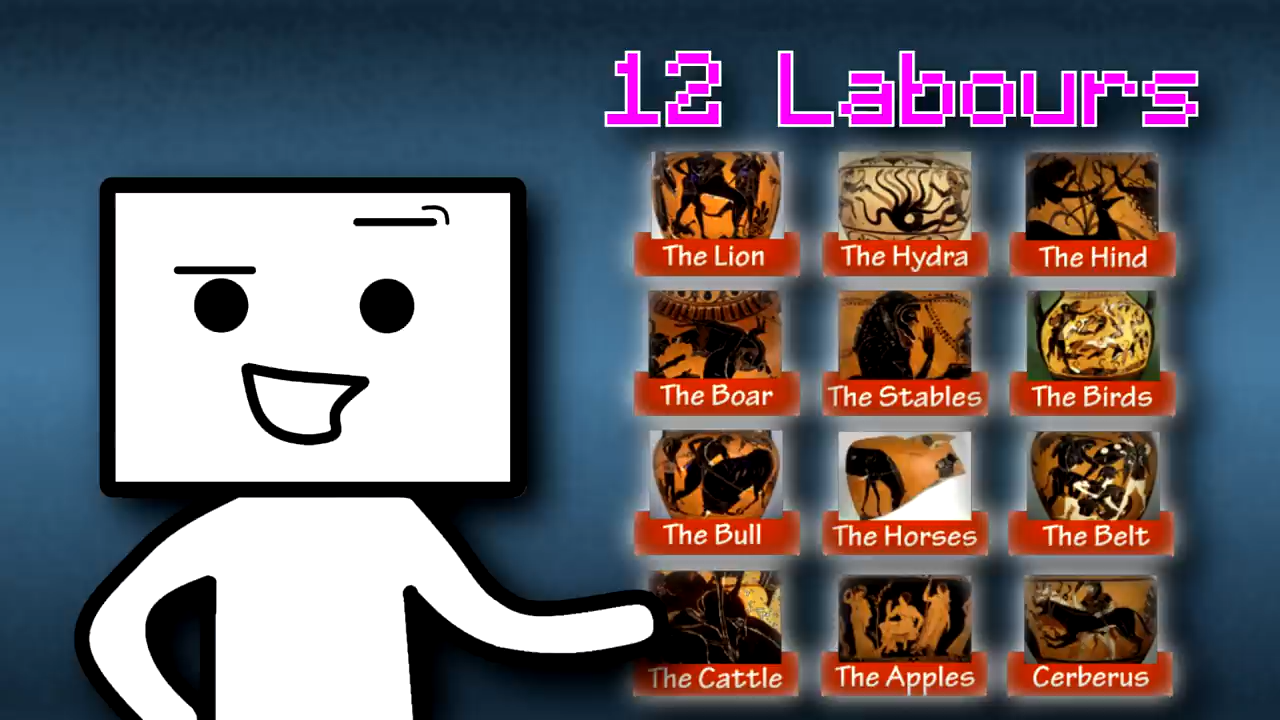 12 Labours
The Lion
The Hydra
The Hind
The Boar
The Stables
The Birds
The Bull
The Horses
The Belt
The Cattle
The Apples
Cerberus